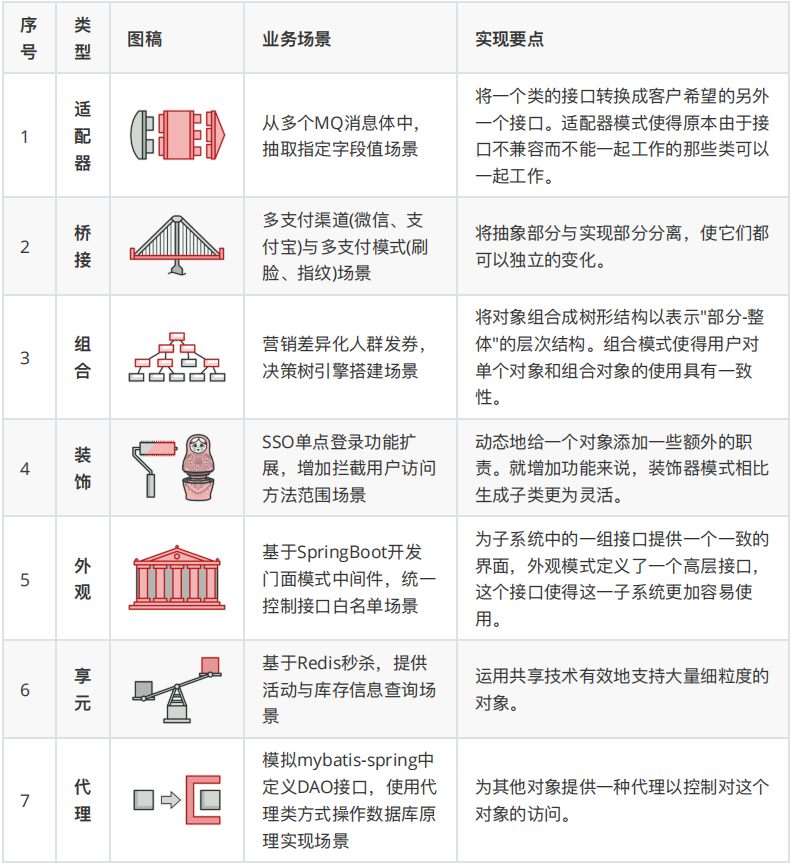 序
号
类
型
图稿
业务场景
实现要点
1
适
配
器
从多个MQ消息体中，
抽取指定字段值场景
将一个类的接口转换成客户希望的另外
一个接口。适配器模式使得原本由于接
口不兼容而不能一起工作的那些类可以
一起工作。
2
桥
接
多支付渠道(微信、支
付宝)与多支付模式(刷
脸、指纹)场景
将抽象部分与实现部分分离，使它们都
可以独立的变化。
3
组
合
营销差异化人群发券，
决策树引擎搭建场景
将对象组合成树形结构以表示"部分-整
体"的层次结构。组合模式使得用户对
单个对象和组合对象的使用具有一致
性。
4
装
饰
SSO单点登录功能扩
展，增加拦截用户访问
方法范围场景
动态地给一个对象添加一些额外的职
责。就增加功能来说，装饰器模式相比
生成子类更为灵活。
5
外
观
基于SpringBoot开发
门面模式中间件，统一
控制接口白名单场景
为子系统中的一组接口提供一个一致的
界面，外观模式定义了一个高层接口，
这个接口使得这一子系统更加容易使
用。
6
享
元
基于Redis秒杀，提供
活动与库存信息查询场
景
运用共享技术有效地支持大量细粒度的
对象。
7
代
理
模拟mybatis-spring中
定义DAO接口，使用代
理类方式操作数据库原
理实现场景
为其他对象提供一种代理以控制对这个
对象的访问。